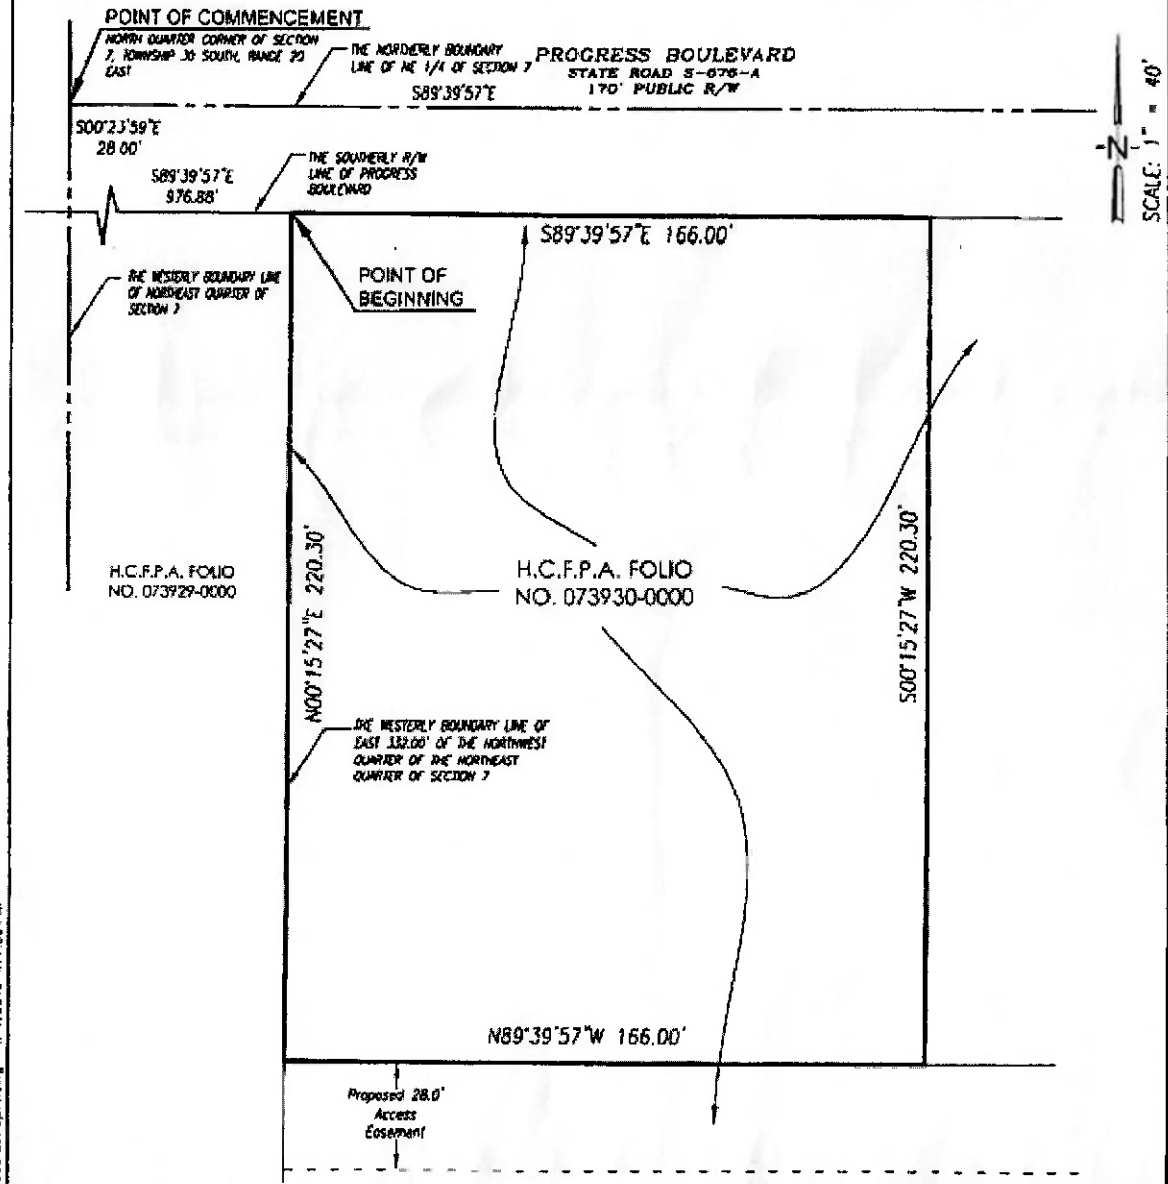 POINT OF COMMENCEMENT
NORTH QUARTER CORNER OF SECTION
7, TOWNSHIP 30 SOUTH, RANGE 20
EAST
THE NORTHERLY BOUNDARY
LINE OF NE 1/4 OF SECTION 7
S89°39'57"E
PROGRESS BOULEVARD
STATE ROAD S-676-A
170' PUBLIC R/W
SCALE: 1" = 40'
N
S00°23'59"E
28.00'
S89°39'57"E
976.88'
THE SOUTHERLY R/W
LINE OF PROGRESS
BOULEVARD
S89°39'57"E 166.00'
THE WESTERLY BOUNDARY LINE
OF NORTHEAST QUARTER OF
SECTION 7
POINT OF
BEGINNING
H.C.F.P.A. FOLIO
NO. 073929-0000
N00°15'27"E 220.30'
H.C.F.P.A. FOLIO
NO. 073930-0000
S00°15'27"W 220.30'
THE WESTERLY BOUNDARY LINE OF
EAST 332.00' OF THE NORTHWEST
QUARTER OF THE NORTHEAST
QUARTER OF SECTION 7
N89°39'57"W 166.00'
Proposed 28.0'
Access
Easement